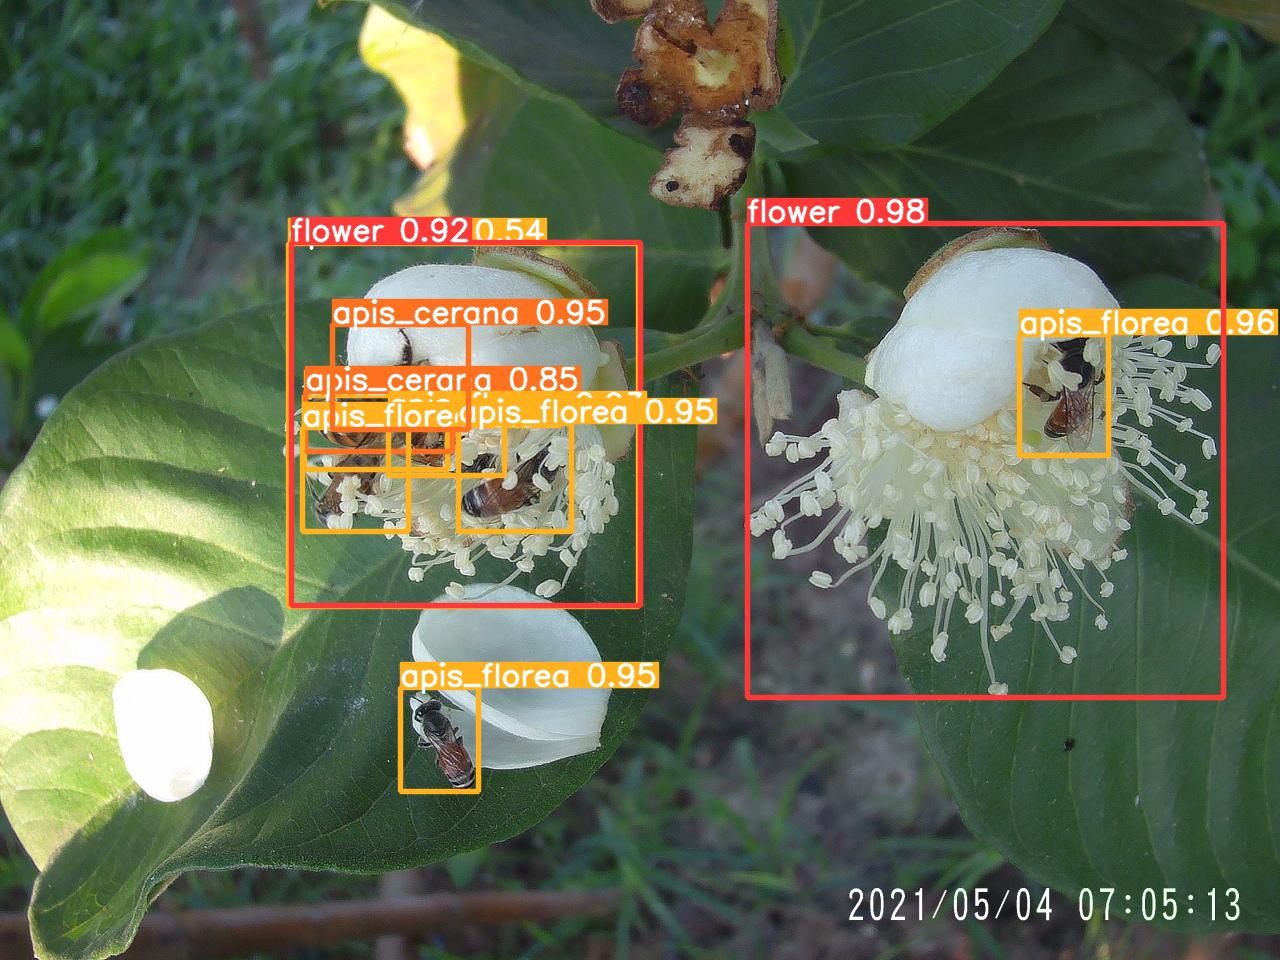 flower 0.98
flower 0.92 0.54
apis_cerana 0.95
apis_florea 0.96
apis_cerana 0.85
apis_florea 0.95
apis_florea 0.95
2021/05/04 07:05:13